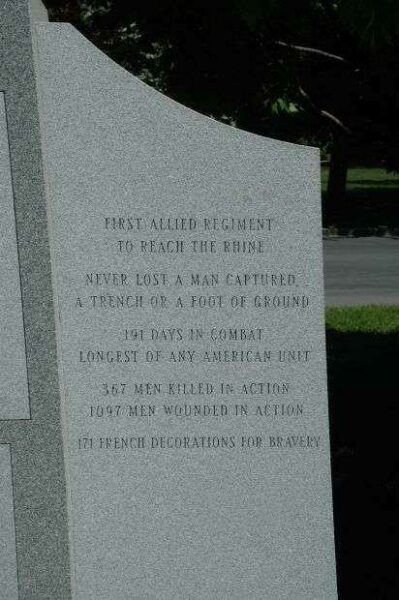 FIRST ALLIED REGIMENT
TO REACH THE RHINE
NEVER LOST A MAN CAPTURED,
A TRENCH OR A FOOT OF GROUND
191 DAYS IN COMBAT
LONGEST OF ANY AMERICAN UNIT
367 MEN KILLED IN ACTION
1097 MEN WOUNDED IN ACTION
171 FRENCH DECORATIONS FOR BRAVERY